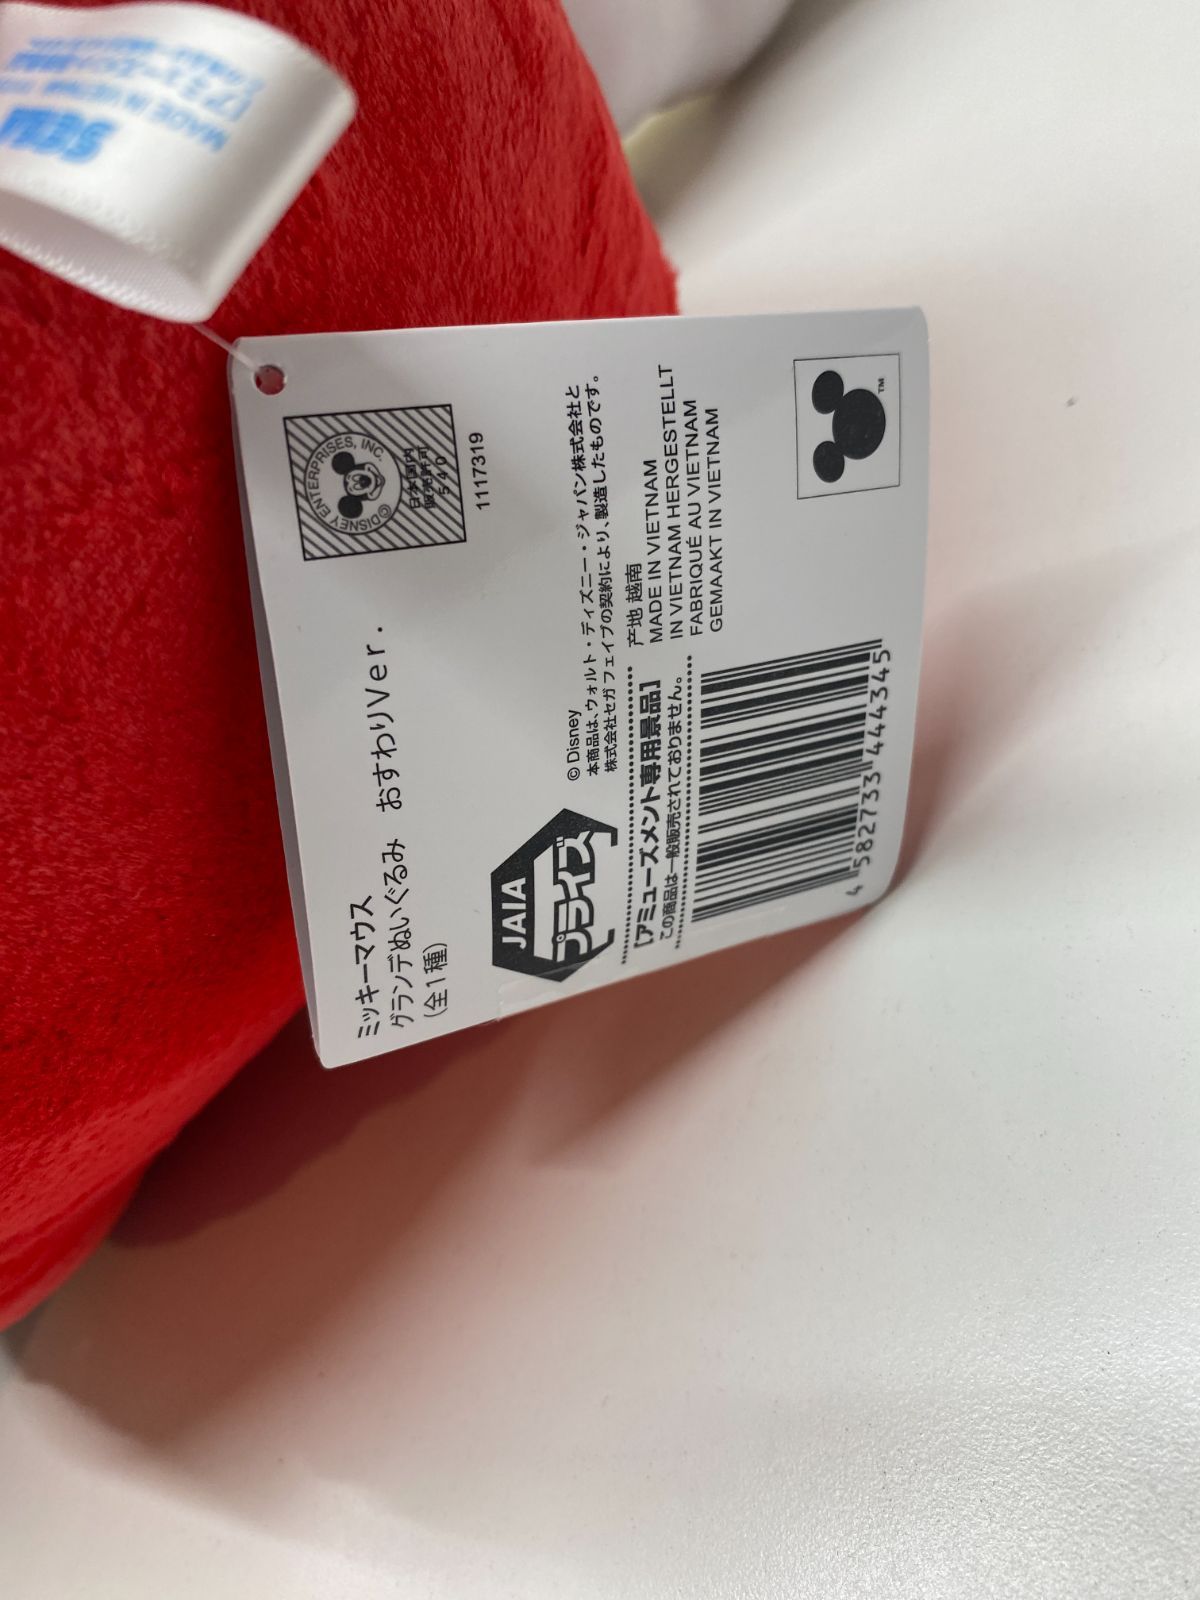 SEGA
MADE IN VIETNAM
©DISNEY ENTERPRISES, INC.
日本国内
販売許可
540
1117319
ミッキーマウス
グランデぬいぐるみ おすわりVer.
(全1種)
JAIA
プライズ
© Disney
本商品は、ウォルト・ディズニー・ジャパン株式会社と
株式会社セガ フェイブの契約により、製造したものです。
[アミューズメント専用景品]
この商品は一般販売されておりません。
产地 越南
MADE IN VIETNAM
IN VIETNAM HERGESTELLT
FABRIQUÉ AU VIETNAM
GEMAAKT IN VIETNAM
4 582733 444345
TM